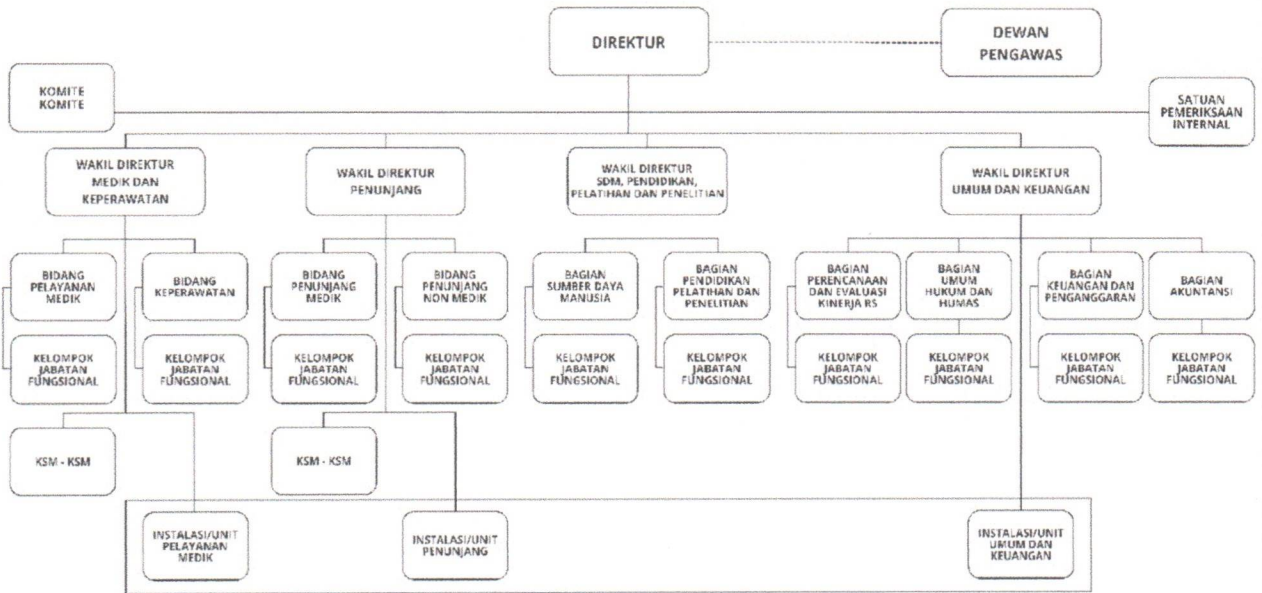 DIREKTUR
DEWAN
PENGAWAS
KOMITE
KOMITE
SATUAN
PEMERIKSAAN
INTERNAL
WAKIL DIREKTUR
MEDIK DAN
KEPERAWATAN
WAKIL DIREKTUR
PENUNJANG
WAKIL DIREKTUR
SDM, PENDIDIKAN,
PELATIHAN DAN PENELITIAN
WAKIL DIREKTUR
UMUM DAN KEUANGAN
BIDANG
PELAYANAN
MEDIK
BIDANG
KEPERAWATAN
BIDANG
PENUNJANG
MEDIK
BIDANG
PENUNJANG
NON MEDIK
BAGIAN
SUMBER DAYA
MANUSIA
BAGIAN
PENDIDIKAN
PELATIHAN DAN
PENELITIAN
BAGIAN
PERENCANAAN
DAN EVALUASI
KINERJA RS
BAGIAN
UMUM
HUKUM DAN
HUMAS
BAGIAN
KEUANGAN DAN
PENGANGGARAN
BAGIAN
AKUNTANSI
KELOMPOK
JABATAN
FUNGSIONAL
KELOMPOK
JABATAN
FUNGSIONAL
KELOMPOK
JABATAN
FUNGSIONAL
KELOMPOK
JABATAN
FUNGSIONAL
KELOMPOK
JABATAN
FUNGSIONAL
KELOMPOK
JABATAN
FUNGSIONAL
KELOMPOK
JABATAN
FUNGSIONAL
KELOMPOK
JABATAN
FUNGSIONAL
KELOMPOK
JABATAN
FUNGSIONAL
KELOMPOK
JABATAN
FUNGSIONAL
KSM - KSM
KSM - KSM
INSTALASI/UNIT
PELAYANAN
MEDIK
INSTALASI/UNIT
PENUNJANG
INSTALASI/UNIT
UMUM DAN
KEUANGAN